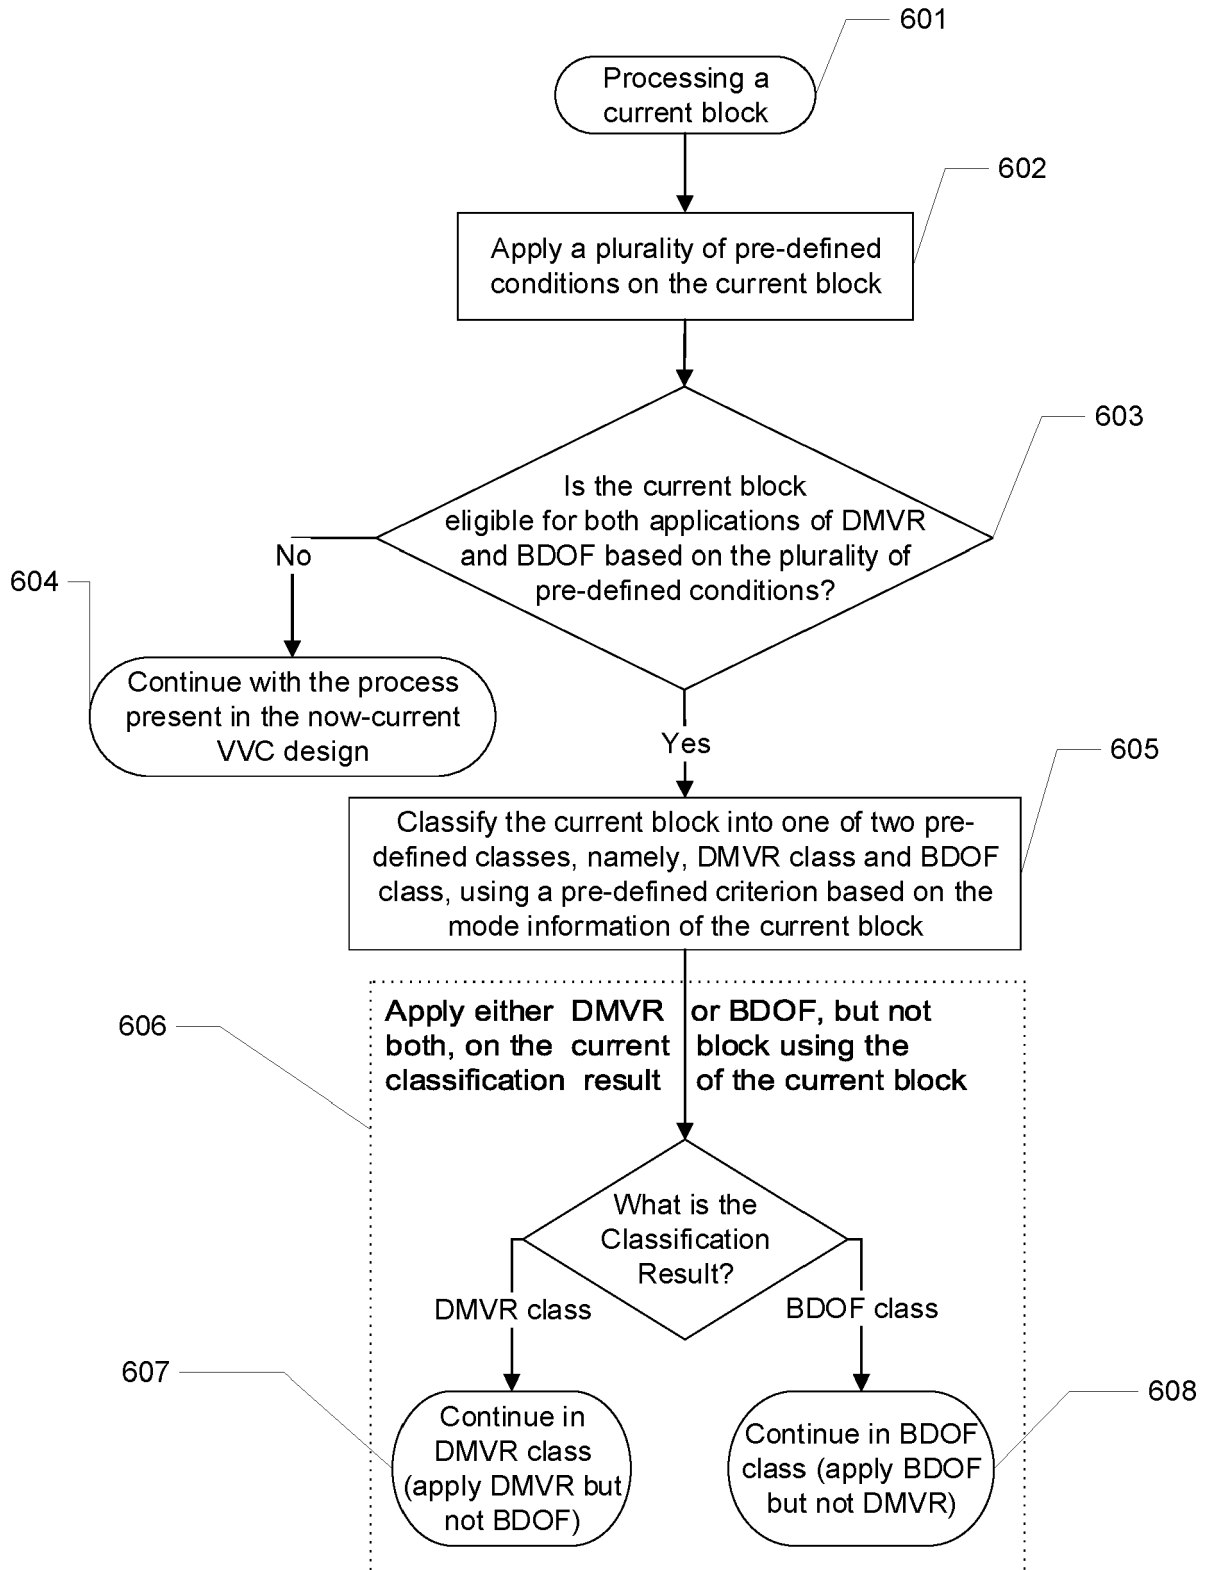 601
Processing a
current block
602
Apply a plurality of pre-defined
conditions on the current block
603
Is the current block
eligible for both applications of DMVR
and BDOF based on the plurality of
pre-defined conditions?
No
604
Continue with the process
present in the now-current
VVC design
Yes
605
Classify the current block into one of two pre-
defined classes, namely, DMVR class and BDOF
class, using a pre-defined criterion based on the
mode information of the current block
606
Apply either DMVR or BDOF, but not
both, on the current block using the
classification result of the current block
What is the
Classification
Result?
DMVR class
BDOF class
607
Continue in
DMVR class
(apply DMVR but
not BDOF)
608
Continue in BDOF
class (apply BDOF
but not DMVR)